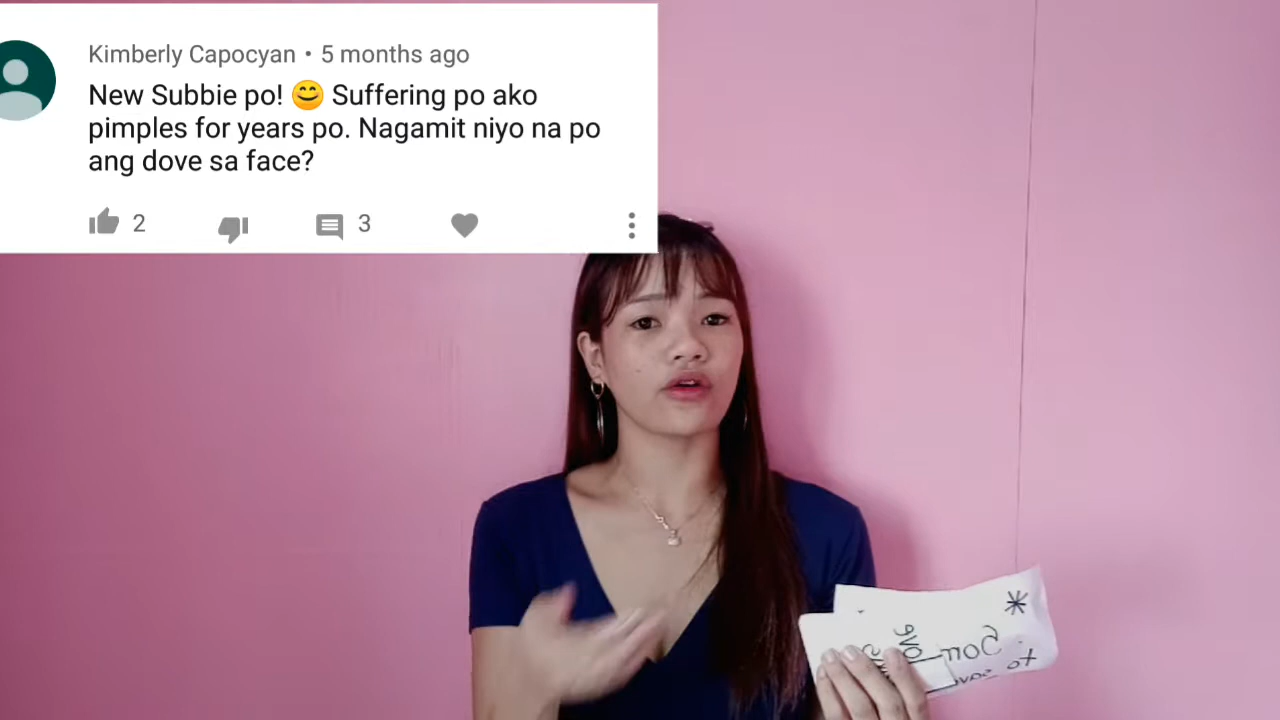 Kimberly Capocyan • 5 months ago
New Subbie po! 😊 Suffering po ako
pimples for years po. Nagamit niyo na po
ang dove sa face?
2
3